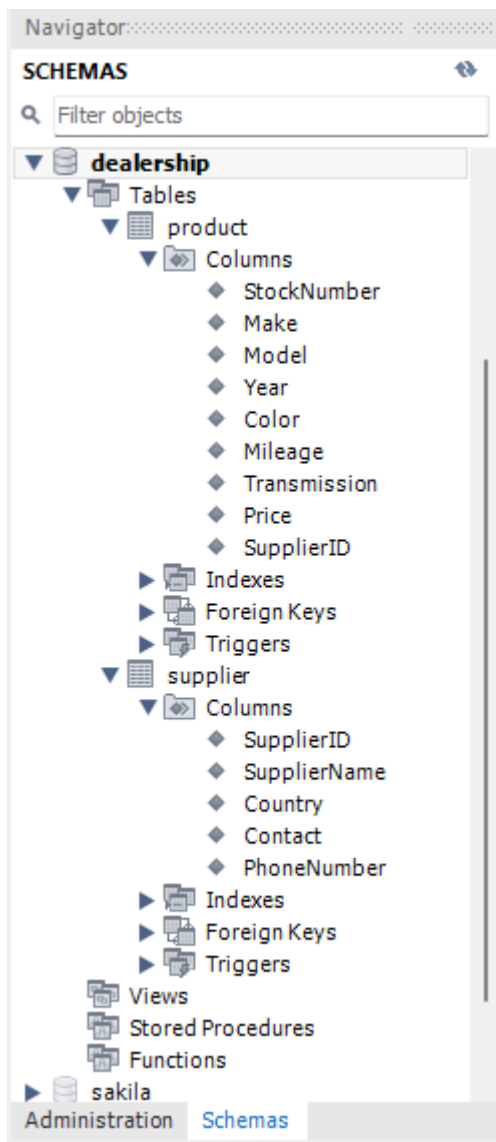 Navigator
SCHEMAS
Filter objects
dealership
Tables
product
Columns
StockNumber
Make
Model
Year
Color
Mileage
Transmission
Price
SupplierID
Indexes
Foreign Keys
Triggers
supplier
Columns
SupplierID
SupplierName
Country
Contact
PhoneNumber
Indexes
Foreign Keys
Triggers
Views
Stored Procedures
Functions
sakila
Administration Schemas